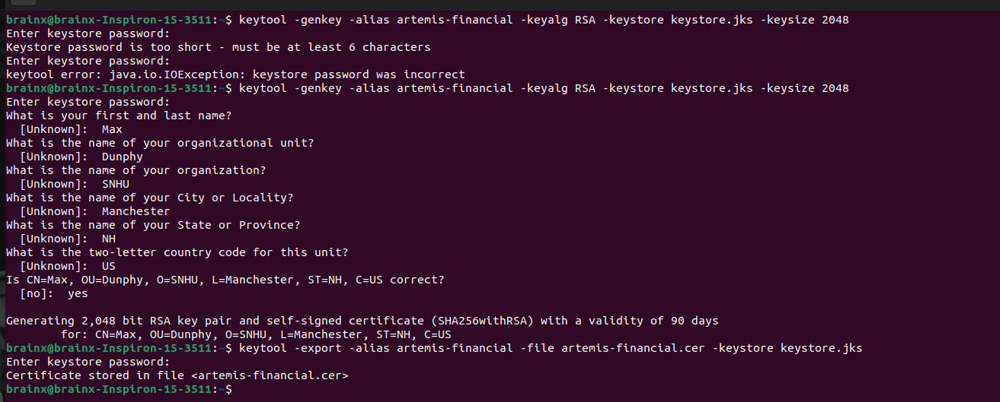 brainx@brainx-Inspiron-15-3511:~$ keytool -genkey -alias artemis-financial -keyalg RSA -keystore keystore.jks -keysize 2048
Enter keystore password:
Keystore password is too short - must be at least 6 characters
Enter keystore password:
keytool error: java.io.IOException: keystore password was incorrect
brainx@brainx-Inspiron-15-3511:~$ keytool -genkey -alias artemis-financial -keyalg RSA -keystore keystore.jks -keysize 2048
Enter keystore password:
What is your first and last name?
  [Unknown]:  Max
What is the name of your organizational unit?
  [Unknown]:  Dunphy
What is the name of your organization?
  [Unknown]:  SNHU
What is the name of your City or Locality?
  [Unknown]:  Manchester
What is the name of your State or Province?
  [Unknown]:  NH
What is the two-letter country code for this unit?
  [Unknown]:  US
Is CN=Max, OU=Dunphy, O=SNHU, L=Manchester, ST=NH, C=US correct?
  [no]:  yes

Generating 2,048 bit RSA key pair and self-signed certificate (SHA256withRSA) with a validity of 90 days
        for: CN=Max, OU=Dunphy, O=SNHU, L=Manchester, ST=NH, C=US
brainx@brainx-Inspiron-15-3511:~$ keytool -export -alias artemis-financial -file artemis-financial.cer -keystore keystore.jks
Enter keystore password:
Certificate stored in file <artemis-financial.cer>
brainx@brainx-Inspiron-15-3511:~$